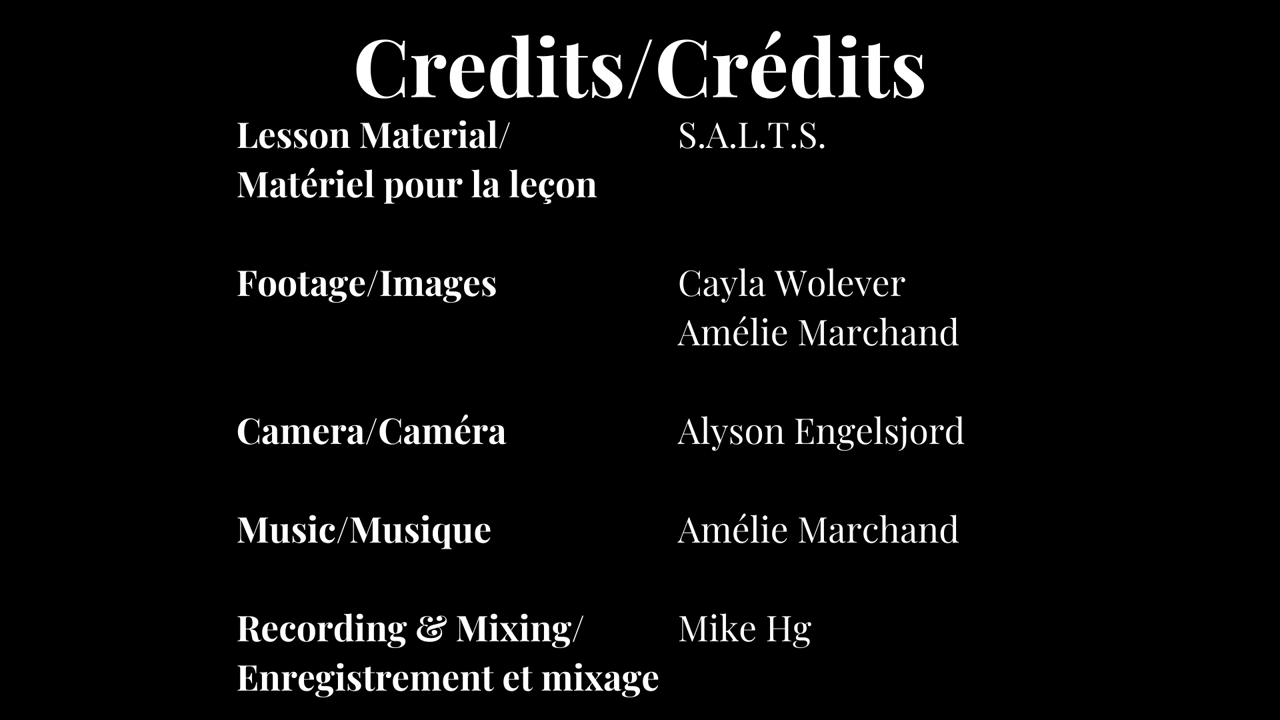 Credits/Crédits
Lesson Material/ S.A.L.T.S.
Matériel pour la leçon
Footage/Images Cayla Wolever
Amélie Marchand
Camera/Caméra Alyson Engelsjord
Music/Musique Amélie Marchand
Recording & Mixing/ Mike Hg
Enregistrement et mixage